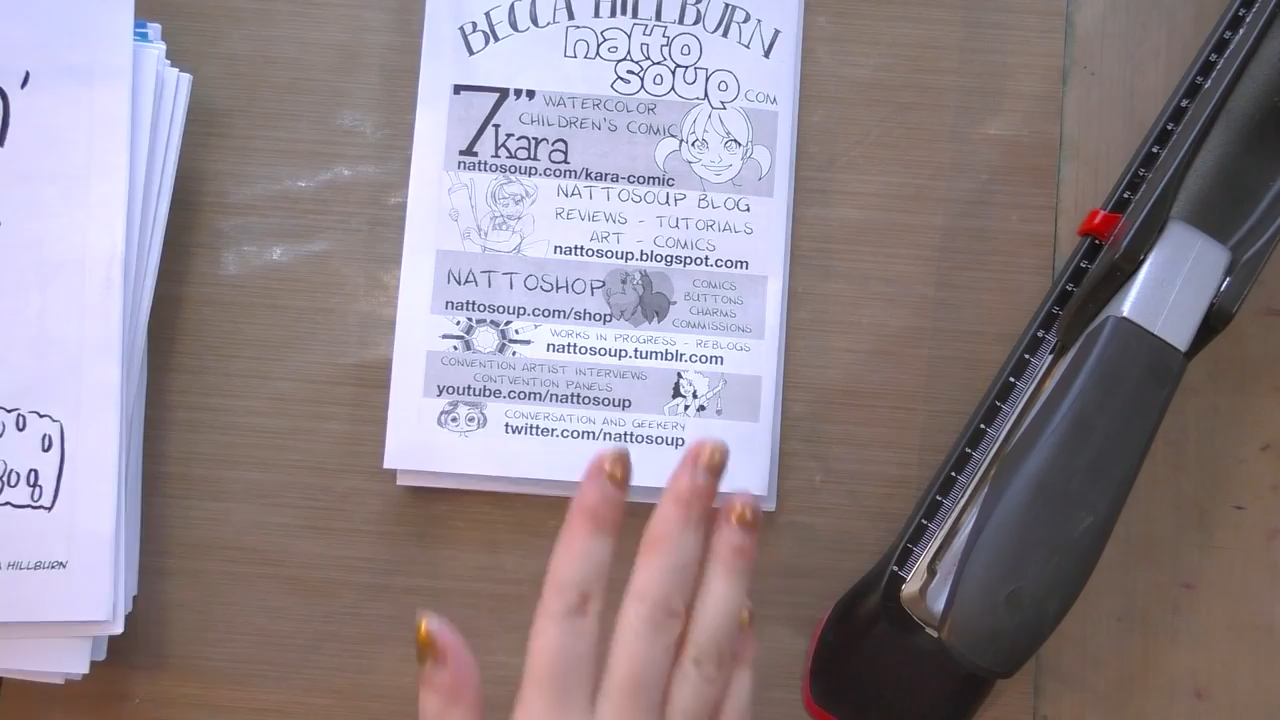 BECCA HILLBURN
natto
soup.COM
7" WATERCOLOR
CHILDREN'S COMIC
kara
nattosoup.com/kara-comic
NATTOSOUP BLOG
REVIEWS - TUTORIALS
ART - COMICS
nattosoup.blogspot.com
NATTOSHOP
nattosoup.com/shop
COMICS
BUTTONS
CHARMS
COMMISSIONS
WORKS IN PROGRESS - REBLOGS
nattosoup.tumblr.com
CONVENTION ARTIST INTERVIEWS
CONTVENTION PANELS
youtube.com/nattosoup
CONVERSATION AND GEEKERY
twitter.com/nattosoup
HILLBURN